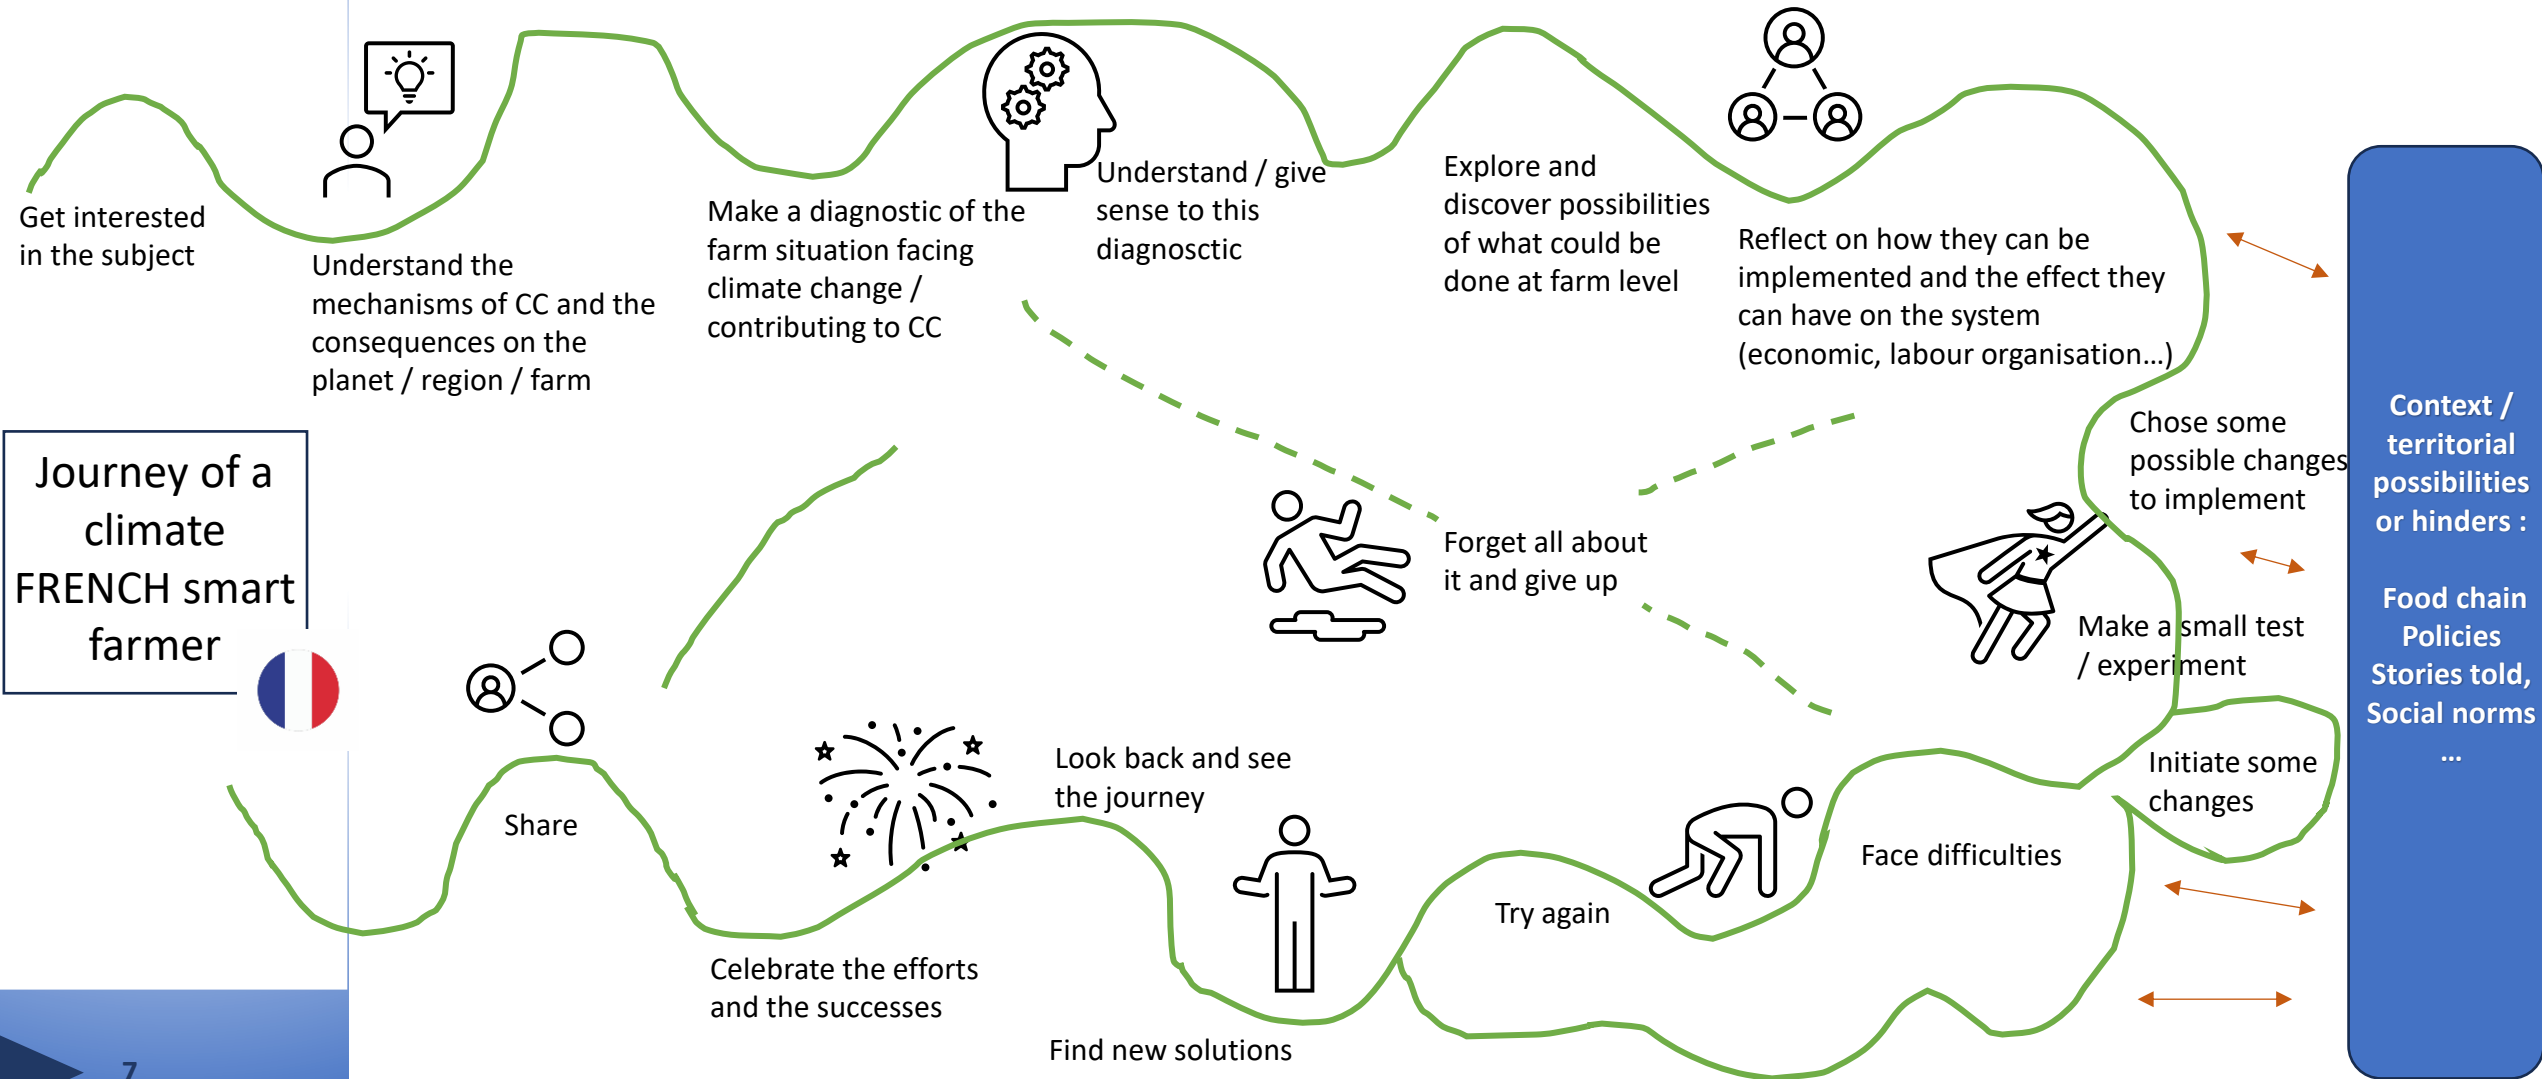 Get interested
in the subject
Understand the
mechanisms of CC and the
consequences on the
planet / region / farm
Make a diagnostic of the
farm situation facing
climate change /
contributing to CC
Understand / give
sense to this
diagnosctic
Explore and
discover possibilities
of what could be
done at farm level
Reflect on how they can be
implemented and the effect they
can have on the system
(economic, labour organisation...)
Chose some
possible changes
to implement
Make a small test
/ experiment
Initiate some
changes
Face difficulties
Try again
Forget all about
it and give up
Find new solutions
Look back and see
the journey
Celebrate the efforts
and the successes
Share
Journey of a
climate
FRENCH smart
farmer
Context /
territorial
possibilities
or hinders :
Food chain
Policies
Stories told,
Social norms
...
7